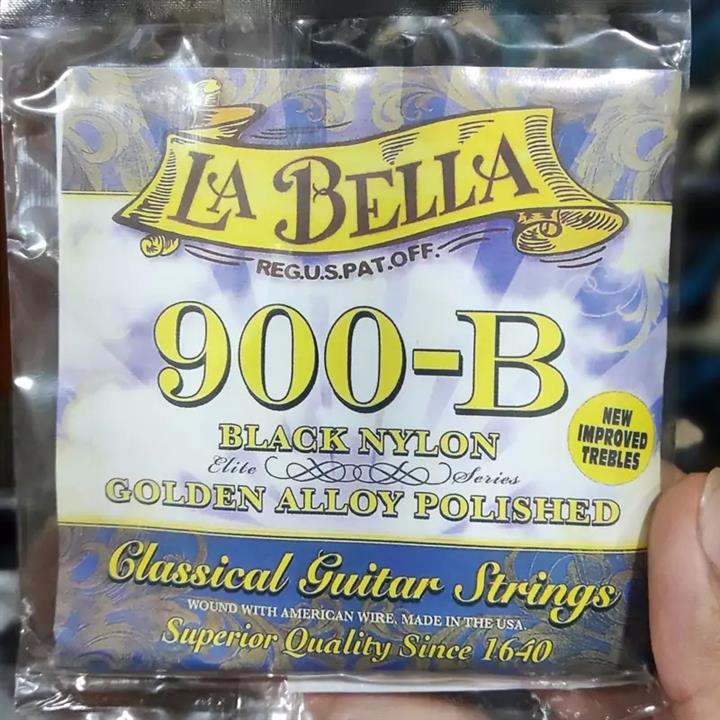 LA BELLA
REG.U.S.PAT.OFF.
900-B
BLACK NYLON
Elite Series
GOLDEN ALLOY POLISHED
NEW
IMPROVED
TREBLES
Classical Guitar Strings
WOUND WITH AMERICAN WIRE, MADE IN THE USA.
Superior Quality Since 1640